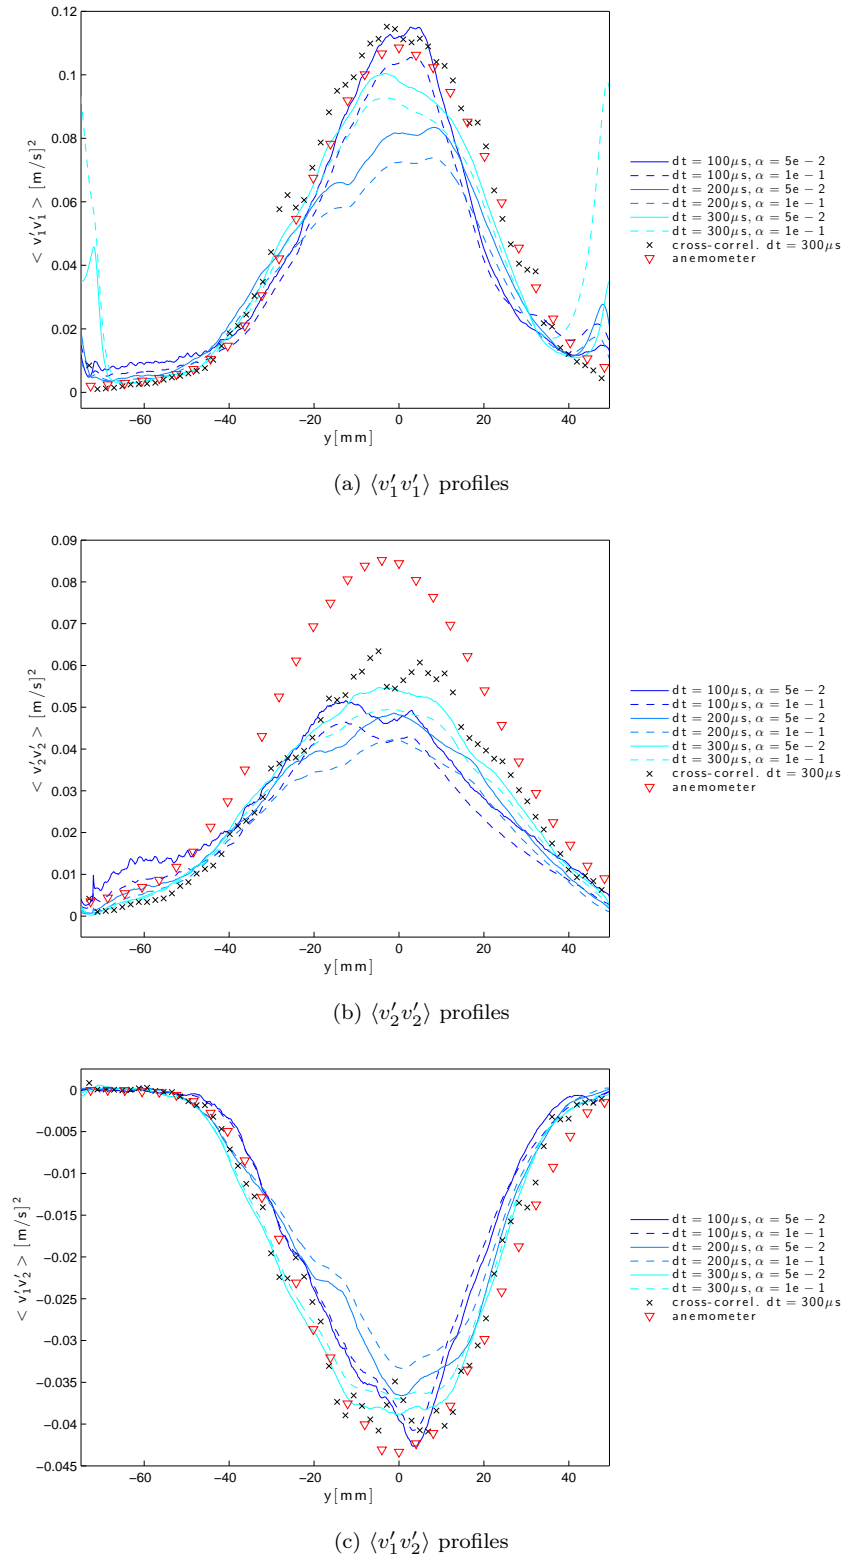 0.12
0.1
0.08
0.06
0.04
0.02
0
< v′1v′1 > [m/s]²
−60 −40 −20 0 20 40
y[mm]
dt = 100μs, α = 5e − 2
dt = 100μs, α = 1e − 1
dt = 200μs, α = 5e − 2
dt = 200μs, α = 1e − 1
dt = 300μs, α = 5e − 2
dt = 300μs, α = 1e − 1
cross-correl. dt = 300μs
anemometer
(a) ⟨v′1v′1⟩ profiles
0.09
0.08
0.07
0.06
0.05
0.04
0.03
0.02
0.01
0
< v′2v′2 > [m/s]²
−60 −40 −20 0 20 40
y[mm]
dt = 100μs, α = 5e − 2
dt = 100μs, α = 1e − 1
dt = 200μs, α = 5e − 2
dt = 200μs, α = 1e − 1
dt = 300μs, α = 5e − 2
dt = 300μs, α = 1e − 1
cross-correl. dt = 300μs
anemometer
(b) ⟨v′2v′2⟩ profiles
0
−0.005
−0.01
−0.015
−0.02
−0.025
−0.03
−0.035
−0.04
−0.045
< v′1v′2 > [m/s]²
−60 −40 −20 0 20 40
y[mm]
dt = 100μs, α = 5e − 2
dt = 100μs, α = 1e − 1
dt = 200μs, α = 5e − 2
dt = 200μs, α = 1e − 1
dt = 300μs, α = 5e − 2
dt = 300μs, α = 1e − 1
cross-correl. dt = 300μs
anemometer
(c) ⟨v′1v′2⟩ profiles